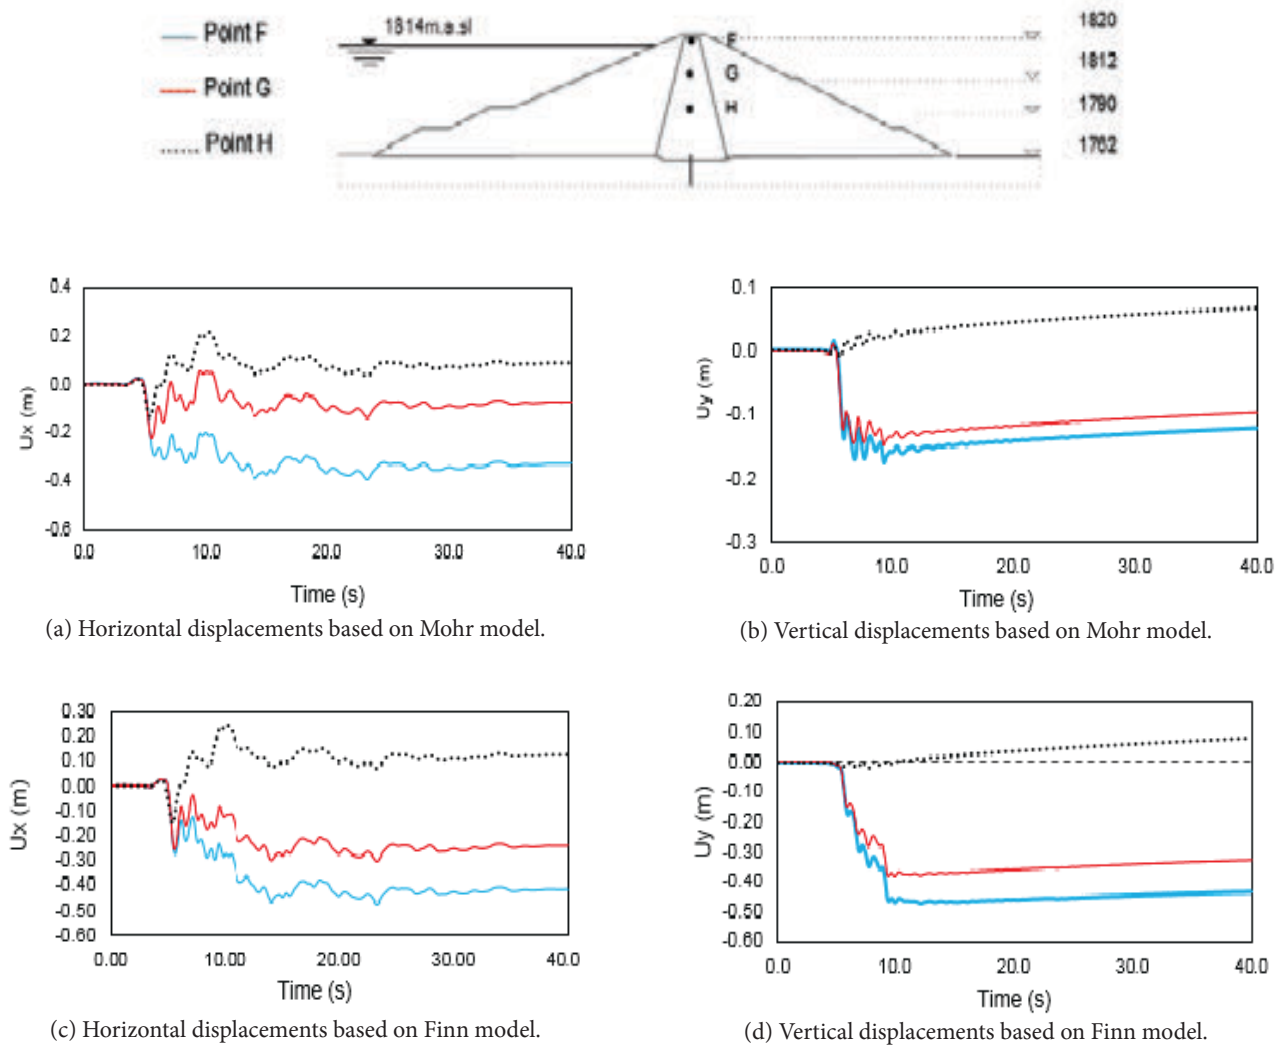 Point F
1814m.a.sl
F
1820
Point G
G
1812
Point H
H
1790
1762
0.4
0.2
0.0
-0.2
-0.4
-0.6
Ux (m)
0.0 10.0 20.0 30.0 40.0
Time (s)
(a) Horizontal displacements based on Mohr model.
0.1
0.0
-0.1
-0.2
-0.3
Uy (m)
0.0 10.0 20.0 30.0 40.0
Time (s)
(b) Vertical displacements based on Mohr model.
0.30
0.20
0.10
0.00
-0.10
-0.20
-0.30
-0.40
-0.50
-0.60
Ux (m)
0.00 10.00 20.00 30.00 40.0
Time (s)
(c) Horizontal displacements based on Finn model.
0.20
0.10
0.00
-0.10
-0.20
-0.30
-0.40
-0.50
-0.60
Uy (m)
0.0 10.0 20.0 30.0 40.0
Time (s)
(d) Vertical displacements based on Finn model.